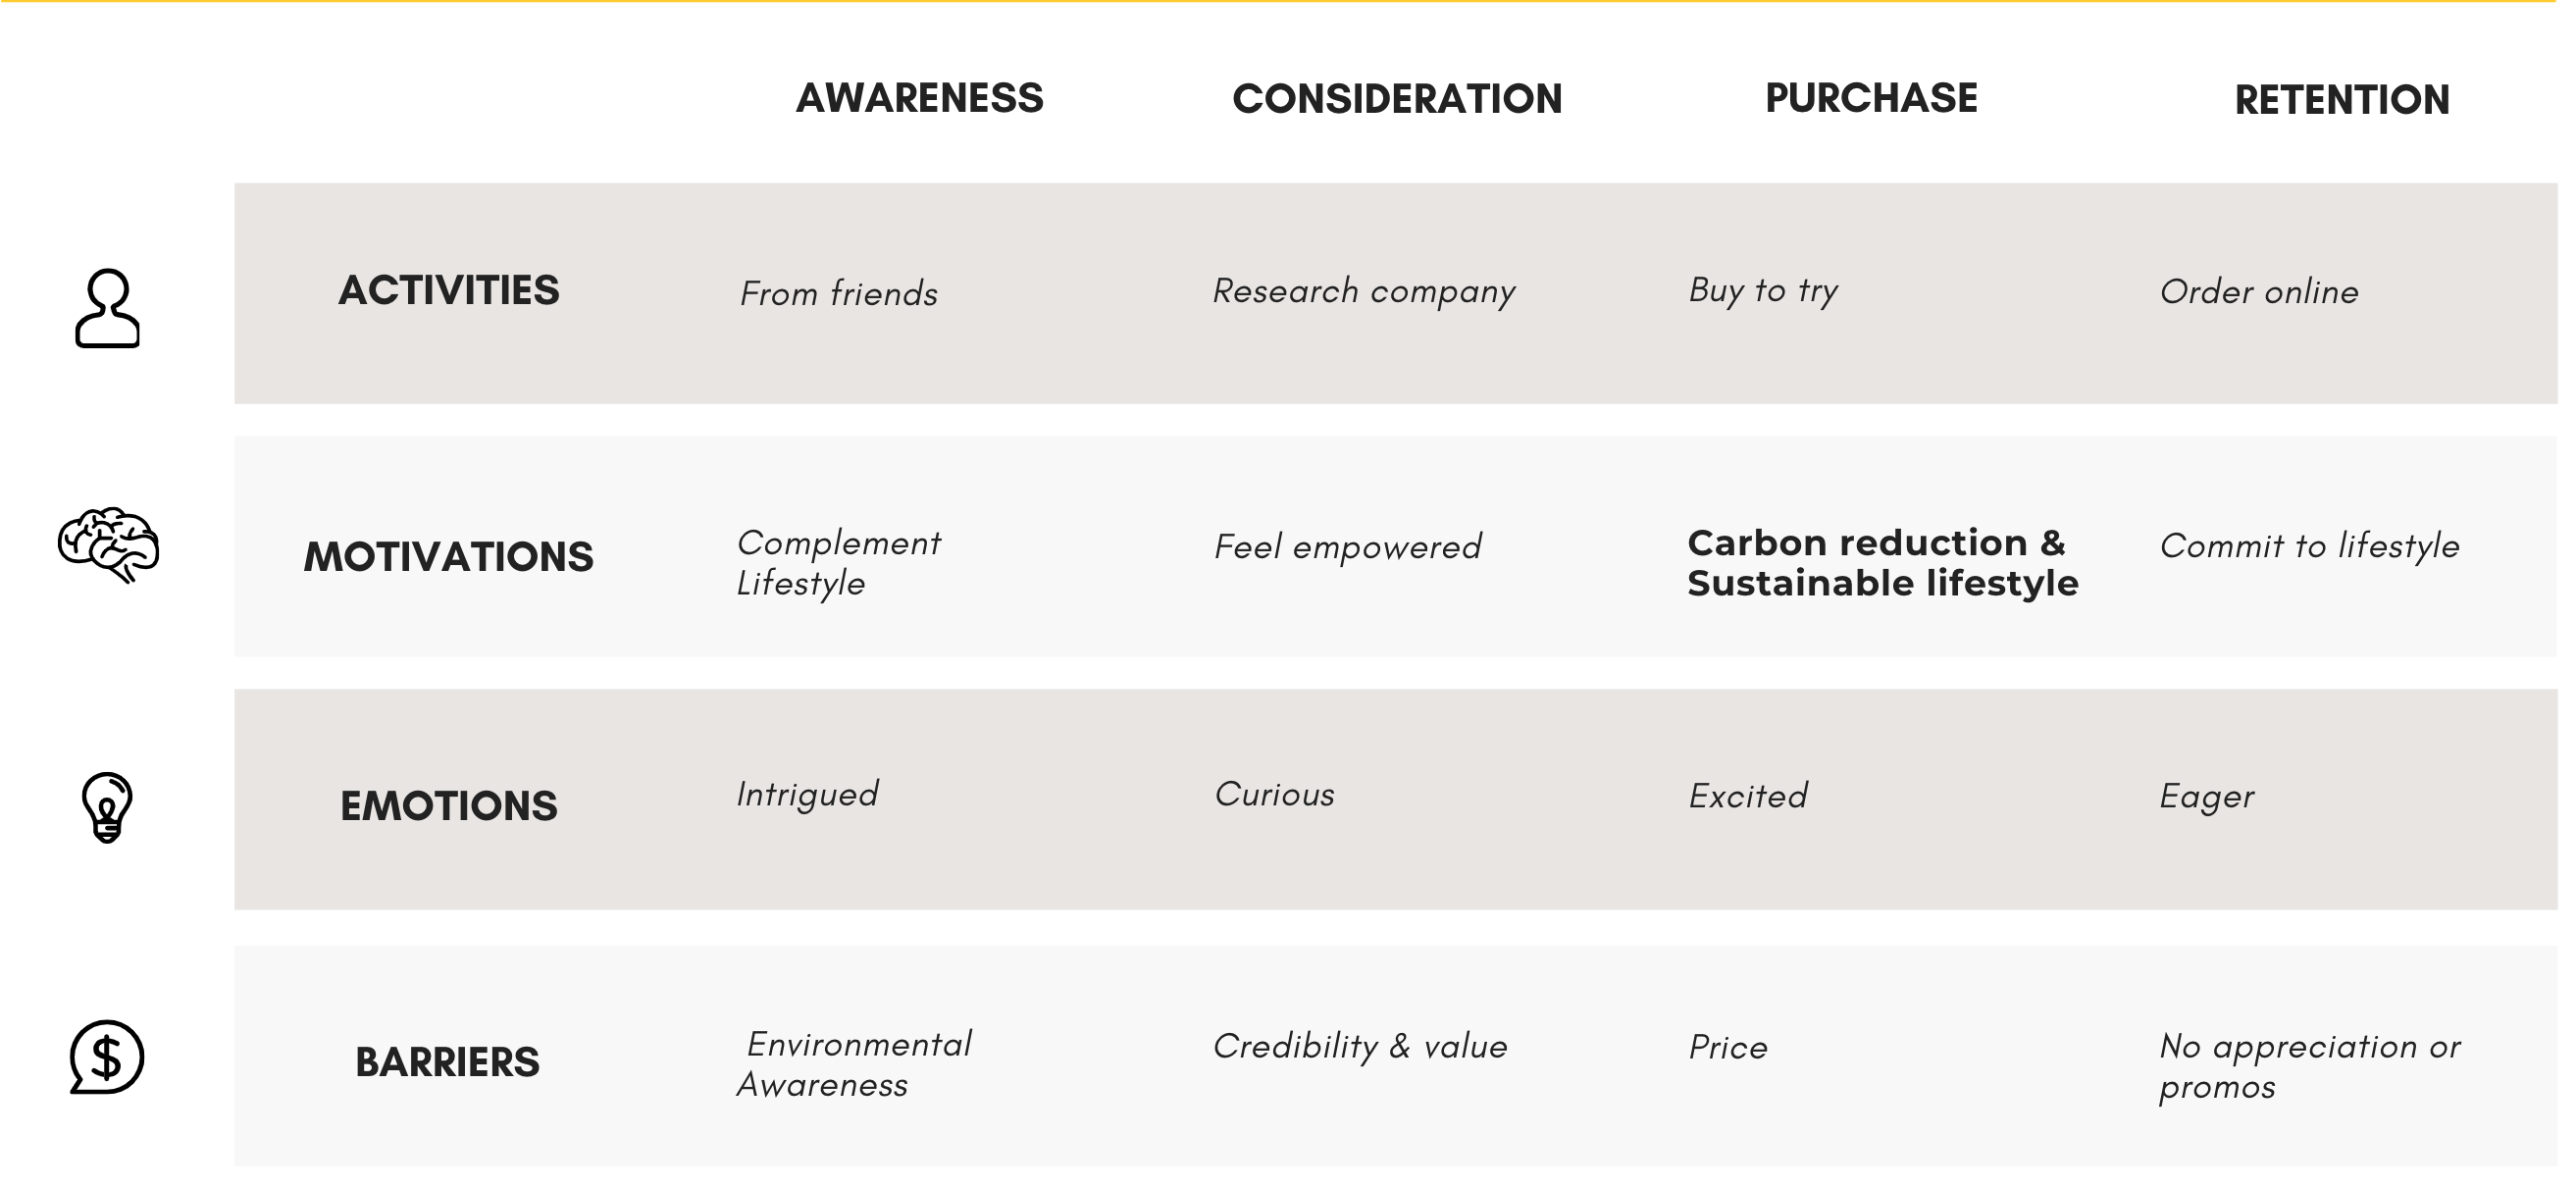 AWARENESS CONSIDERATION PURCHASE RETENTION
ACTIVITIES From friends Research company Buy to try Order online
MOTIVATIONS
Complement
Lifestyle
Feel empowered
Carbon reduction &
Sustainable lifestyle
Commit to lifestyle
EMOTIONS Intrigued Curious Excited Eager
BARRIERS
Environmental
Awareness
Credibility & value
Price
No appreciation or
promos
$